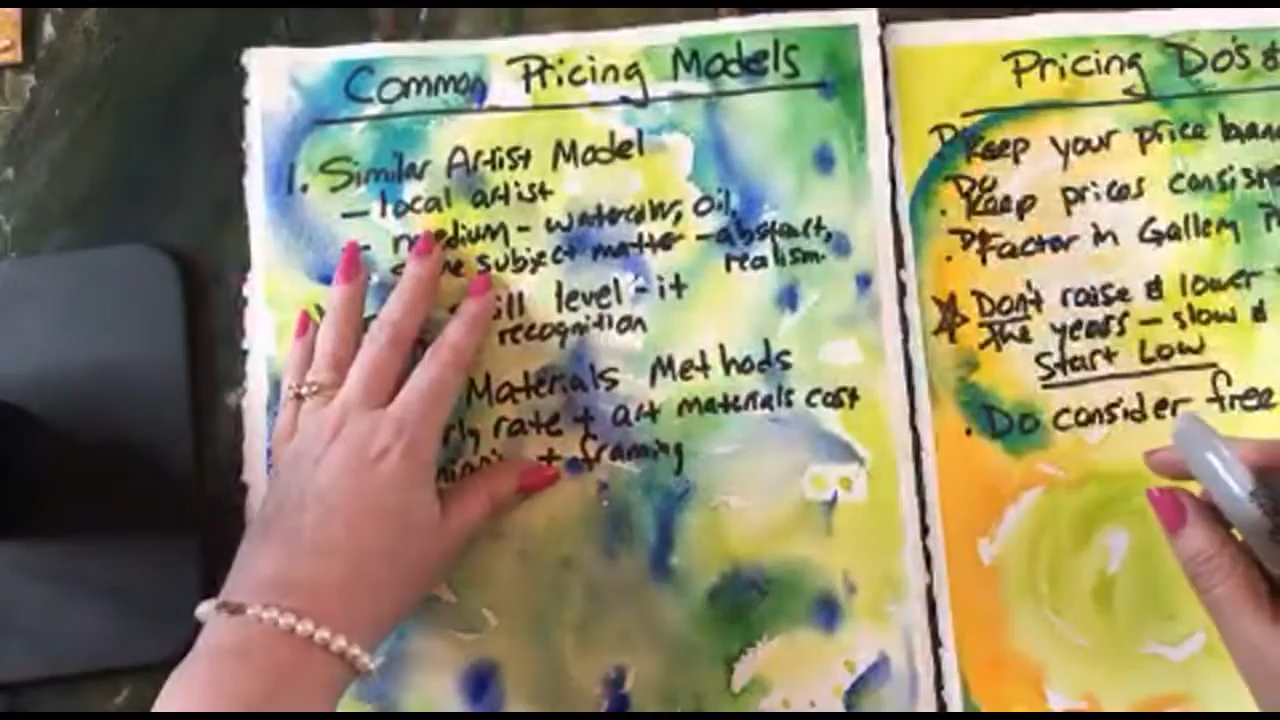 Common Pricing Models
1. Similar Artist Model
- local artist
- medium - watercolor, Oil,
subject matter - abstract,
realism.
level - it
recognition
Materials Methods
rate + art materials cost
+ framing
Pricing Do's &
Keep your price
Do Keep prices
Factor in
Don't raise & lower
The years - slow &
Start Low
. Do consider free